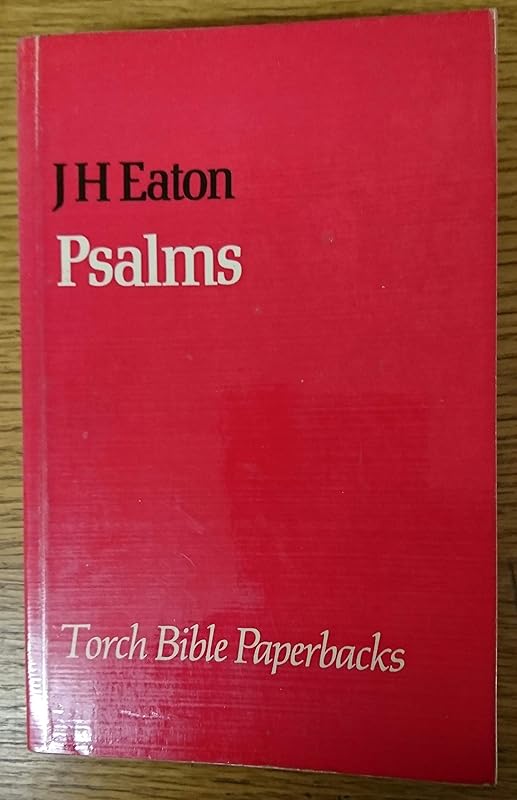 J H Eaton
Psalms
Torch Bible Paperbacks